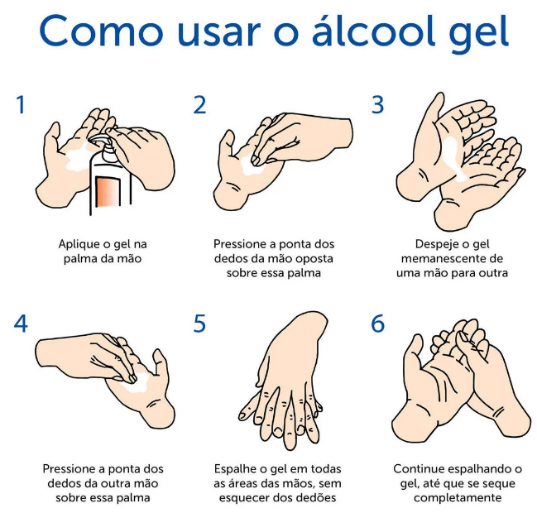 Como usar o álcool gel
1
Aplique o gel na
palma da mão
2
Pressione a ponta dos
dedos da mão oposta
sobre essa palma
3
Despeje o gel
memanescente de
uma mão para outra
4
Pressione a ponta dos
dedos da outra mão
sobre essa palma
5
Espalhe o gel em todas
as áreas das mãos, sem
esquecer dos dedões
6
Continue espalhando o
gel, até que se seque
completamente